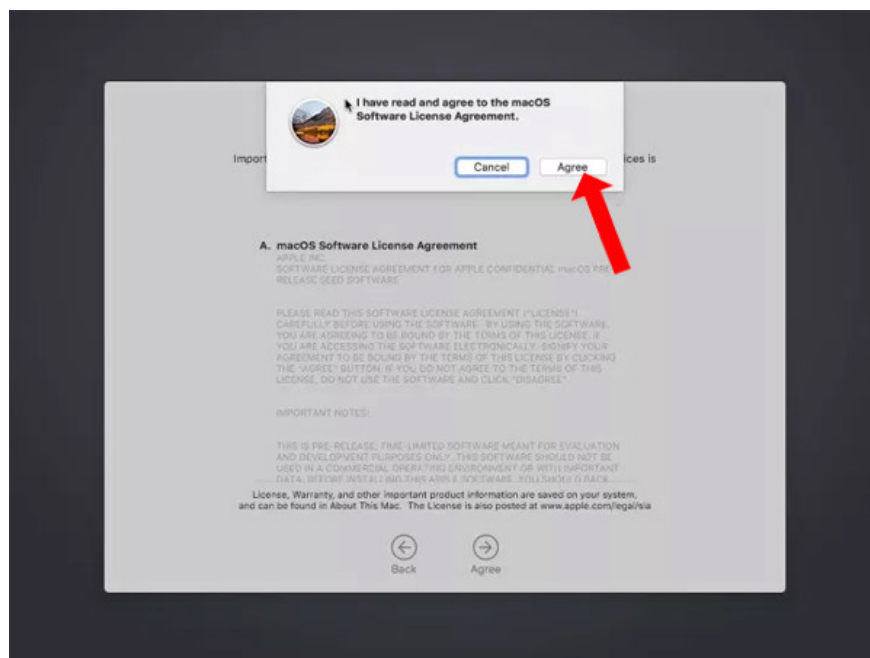 I have read and agree to the macOS
Software License Agreement.
Import
ices is
Cancel
Agree
A. macOS Software License Agreement
APPLE INC.
SOFTWARE LICENSE AGREEMENT FOR APPLE CONFIDENTIAL macOS PRE-
RELEASE SEED SOFTWARE
PLEASE READ THIS SOFTWARE LICENSE AGREEMENT ("LICENSE")
CAREFULLY BEFORE USING THE SOFTWARE. BY USING THE SOFTWARE,
YOU ARE AGREEING TO BE BOUND BY THE TERMS OF THIS LICENSE. IF
YOU ARE ACCESSING THE SOFTWARE ELECTRONICALLY, SIGNIFY YOUR
AGREEMENT TO BE BOUND BY THE TERMS OF THIS LICENSE BY CLICKING
THE "AGREE" BUTTON. IF YOU DO NOT AGREE TO THE TERMS OF THIS
LICENSE, DO NOT USE THE SOFTWARE AND CLICK "DISAGREE".
IMPORTANT NOTES:
THIS IS PRE-RELEASE, TIME-LIMITED SOFTWARE MEANT FOR EVALUATION
AND DEVELOPMENT PURPOSES ONLY. THIS SOFTWARE SHOULD NOT BE
USED IN A COMMERCIAL OPERATING ENVIRONMENT OR WITH IMPORTANT
DATA. BEFORE INSTALLING THIS APPLE SOFTWARE, YOU SHOULD BACK
License, Warranty, and other important product information are saved on your system,
and can be found in About This Mac. The License is also posted at www.apple.com/legal/sla
Back
Agree